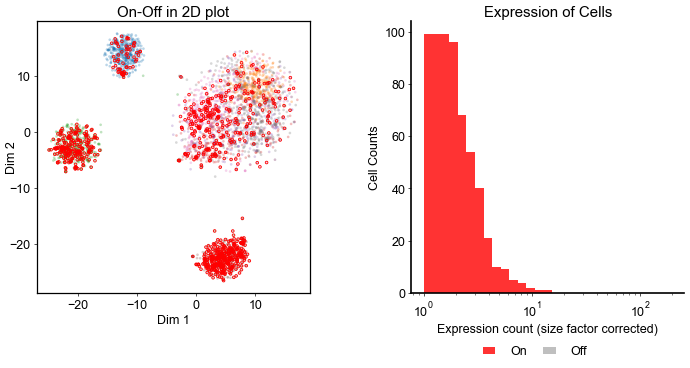 On-Off in 2D plot
Dim 2
10
0
−10
−20
−20 −10 0 10
Dim 1
Expression of Cells
Cell Counts
100
80
60
40
20
0
10^0 10^1 10^2
Expression count (size factor corrected)
On Off